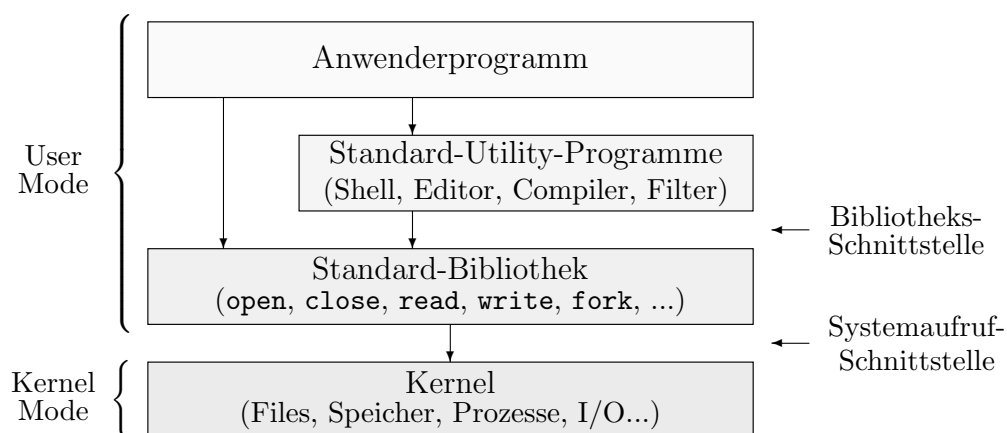 Anwenderprogramm
User
Mode
Standard-Utility-Programme
(Shell, Editor, Compiler, Filter)
Bibliotheks-
Schnittstelle
Standard-Bibliothek
(open, close, read, write, fork, ...)
Systemaufruf-
Schnittstelle
Kernel
Mode
Kernel
(Files, Speicher, Prozesse, I/O...)